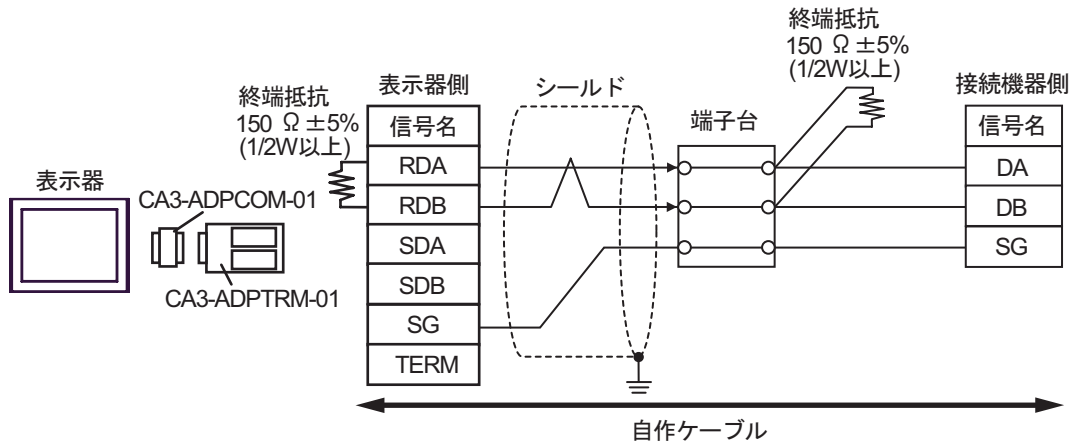 終端抵抗
150 Ω ±5%
(1/2W以上)
終端抵抗
150 Ω ±5%
(1/2W以上)
表示器側
シールド
端子台
接続機器側
信号名
信号名
表示器
CA3-ADPCOM-01
CA3-ADPTRM-01
RDA
RDB
SDA
SDB
SG
TERM
DA
DB
SG
自作ケーブル